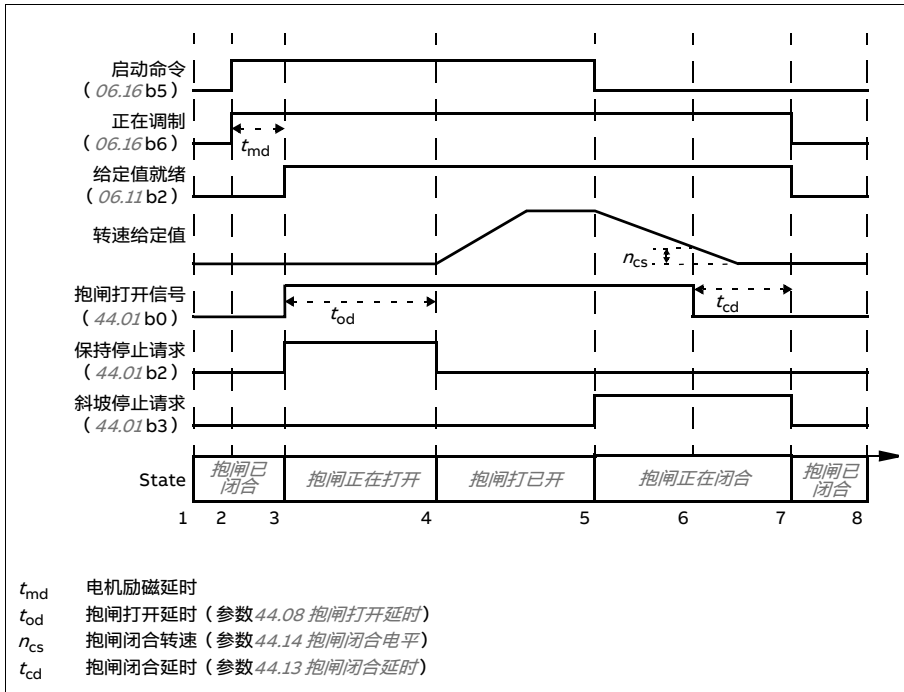 启动命令
( 06.16 b5)
正在调制
( 06.16 b6)
tmd
给定值就绪
( 06.11 b2)
转速给定值
ncs
抱闸打开信号
( 44.01 b0)
tod
tcd
保持停止请求
( 44.01 b2)
斜坡停止请求
( 44.01 b3)
State
抱闸已
闭合
抱闸正在打开
抱闸打已开
抱闸正在闭合
抱闸已
闭合
1 2 3 4 5 6 7 8
tmd 电机励磁延时
tod 抱闸打开延时(参数44.08 抱闸打开延时)
ncs 抱闸闭合转速(参数44.14 抱闸闭合电平)
tcd 抱闸闭合延时(参数44.13 抱闸闭合延时)